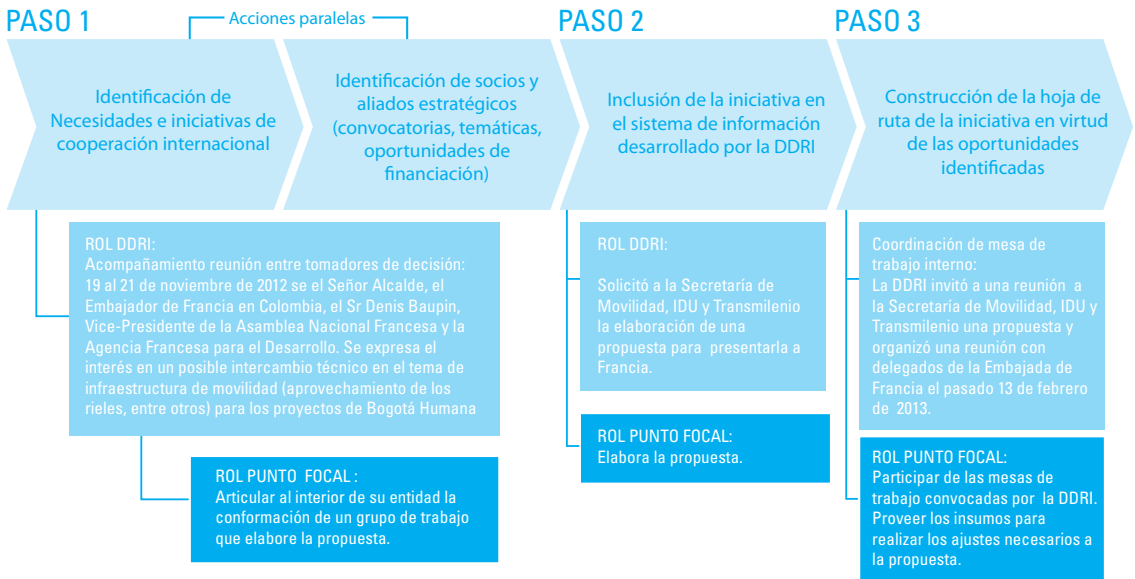 PASO 1
Acciones paralelas
Identificación de
Necesidades e iniciativas de
cooperación internacional
Identificación de socios y
aliados estratégicos
(convocatorias, temáticas,
oportunidades de
financiación)
ROL DDRI:
Acompañamiento reunión entre tomadores de decisión:
19 al 21 de noviembre de 2012 se el Señor Alcalde, el
Embajador de Francia en Colombia, el Sr Denis Baupin,
Vice-Presidente de la Asamblea Nacional Francesa y la
Agencia Francesa para el Desarrollo. Se expresa el
interés en un posible intercambio técnico en el tema de
infraestructura de movilidad (aprovechamiento de los
rieles, entre otros) para los proyectos de Bogotá Humana
ROL PUNTO FOCAL :
Articular al interior de su entidad la
conformación de un grupo de trabajo
que elabore la propuesta.
PASO 2
Inclusión de la iniciativa en
el sistema de información
desarrollado por la DDRI
ROL DDRI:
Solicitó a la Secretaría de
Movilidad, IDU y Transmilenio
la elaboración de una
propuesta para presentarla a
Francia.
ROL PUNTO FOCAL:
Elabora la propuesta.
PASO 3
Construcción de la hoja de
ruta de la iniciativa en virtud
de las oportunidades
identificadas
Coordinación de mesa de
trabajo interno:
La DDRI invitó a una reunión a
la Secretaría de Movilidad, IDU y
Transmilenio una propuesta y
organizó una reunión con
delegados de la Embajada de
Francia el pasado 13 de febrero
de 2013.
ROL PUNTO FOCAL:
Participar de las mesas de
trabajo convocadas por la DDRI.
Proveer los insumos para
realizar los ajustes necesarios a
la propuesta.